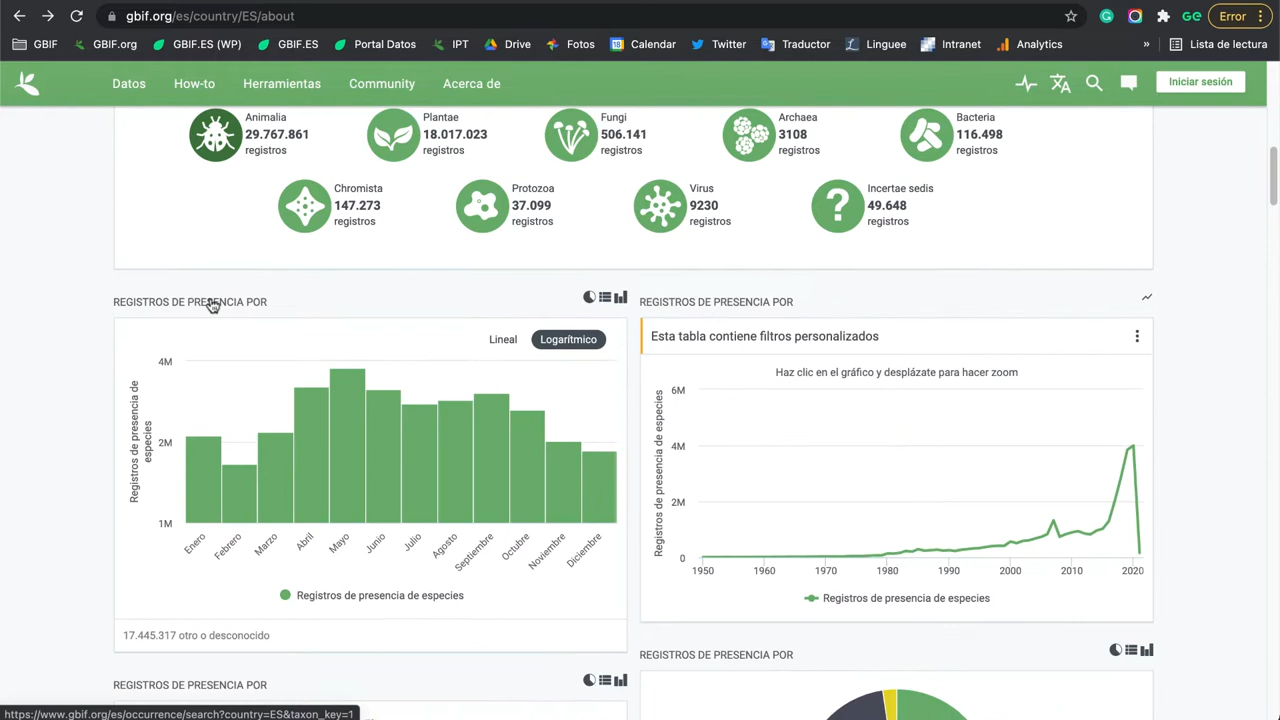 gbif.org/es/country/ES/about
Error
GBIF
GBIF.org
GBIF.ES (WP)
GBIF.ES
Portal Datos
IPT
Drive
Fotos
Calendar
Twitter
Traductor
Linguee
Intranet
Analytics
»
Lista de lectura
Datos
How-to
Herramientas
Community
Acerca de
Iniciar sesión
Animalia
29.767.861
registros
Plantae
18.017.023
registros
Fungi
506.141
registros
Archaea
3108
registros
Bacteria
116.498
registros
Chromista
147.273
registros
Protozoa
37.099
registros
Virus
9230
registros
Incertae sedis
49.648
registros
REGISTROS DE PRESENCIA POR
Lineal
Logarítmico
4M
2M
1M
Registros de presencia de
especies
Enero
Febrero
Marzo
Abril
Mayo
Junio
Julio
Agosto
Septiembre
Octubre
Noviembre
Diciembre
Registros de presencia de especies
17.445.317 otro o desconocido
REGISTROS DE PRESENCIA POR
Esta tabla contiene filtros personalizados
Haz clic en el gráfico y desplázate para hacer zoom
6M
4M
2M
0
Registros de presencia de especies
1950
1960
1970
1980
1990
2000
2010
2020
Registros de presencia de especies
REGISTROS DE PRESENCIA POR
REGISTROS DE PRESENCIA POR
https://www.gbif.org/es/occurrence/search?country=ES&taxon_key=1